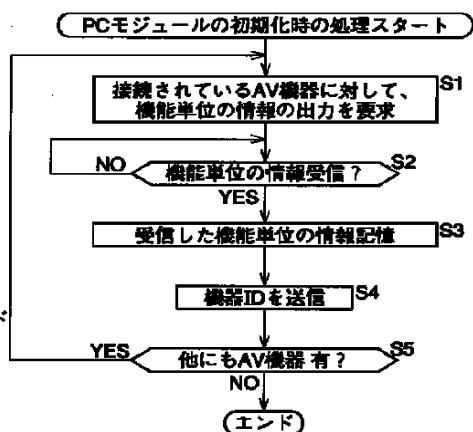 PCモジュールの初期化時の処理スタート
接続されているAV機器に対して、
機能単位の情報の出力を要求
S1
NO
機能単位の情報受信？
S2
YES
受信した機能単位の情報記憶
S3
機器IDを送信
S4
YES
他にもAV機器 有？
S5
NO
エンド